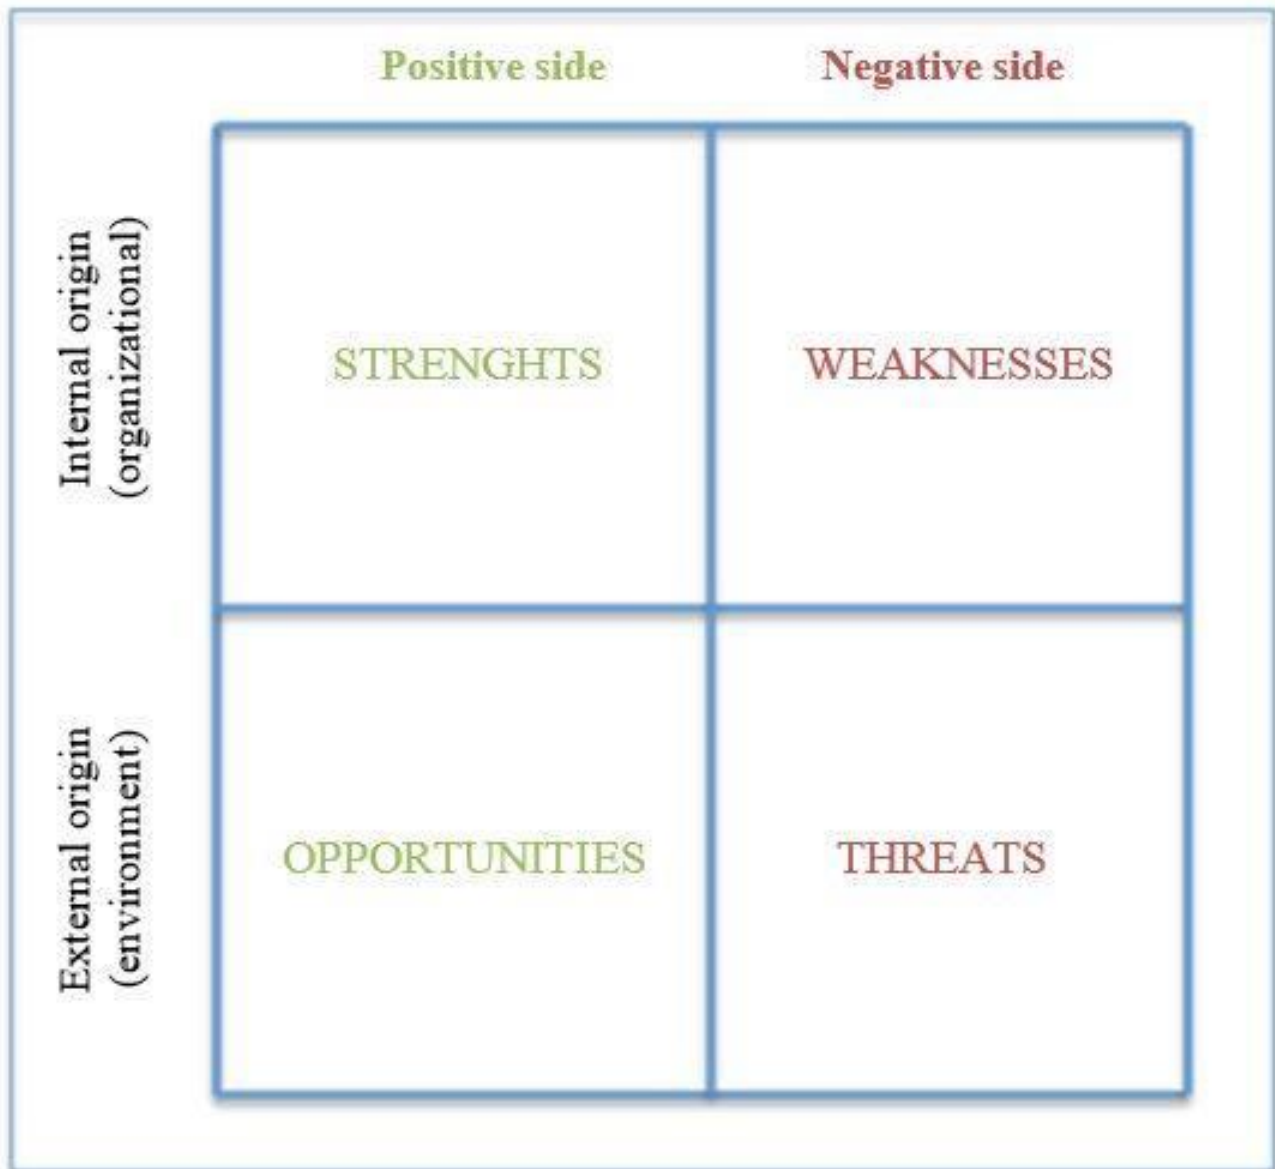 Positive side
Negative side
Internal origin
(organizational)
STRENGHTS
WEAKNESSES
External origin
(environment)
OPPORTUNITIES
THREATS